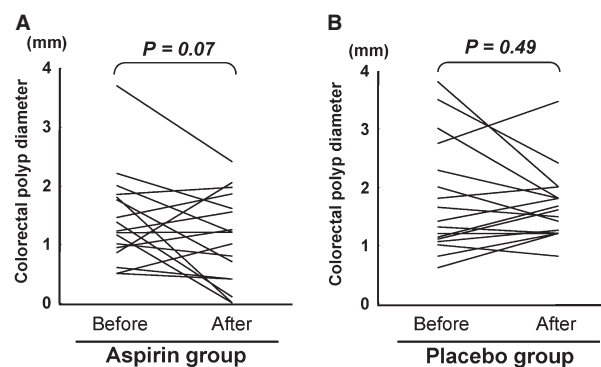 A
(mm)
P = 0.07
Colorectal polyp diameter
4
3
2
1
0
Before After
Aspirin group
B
(mm)
P = 0.49
Colorectal polyp diameter
4
3
2
1
0
Before After
Placebo group